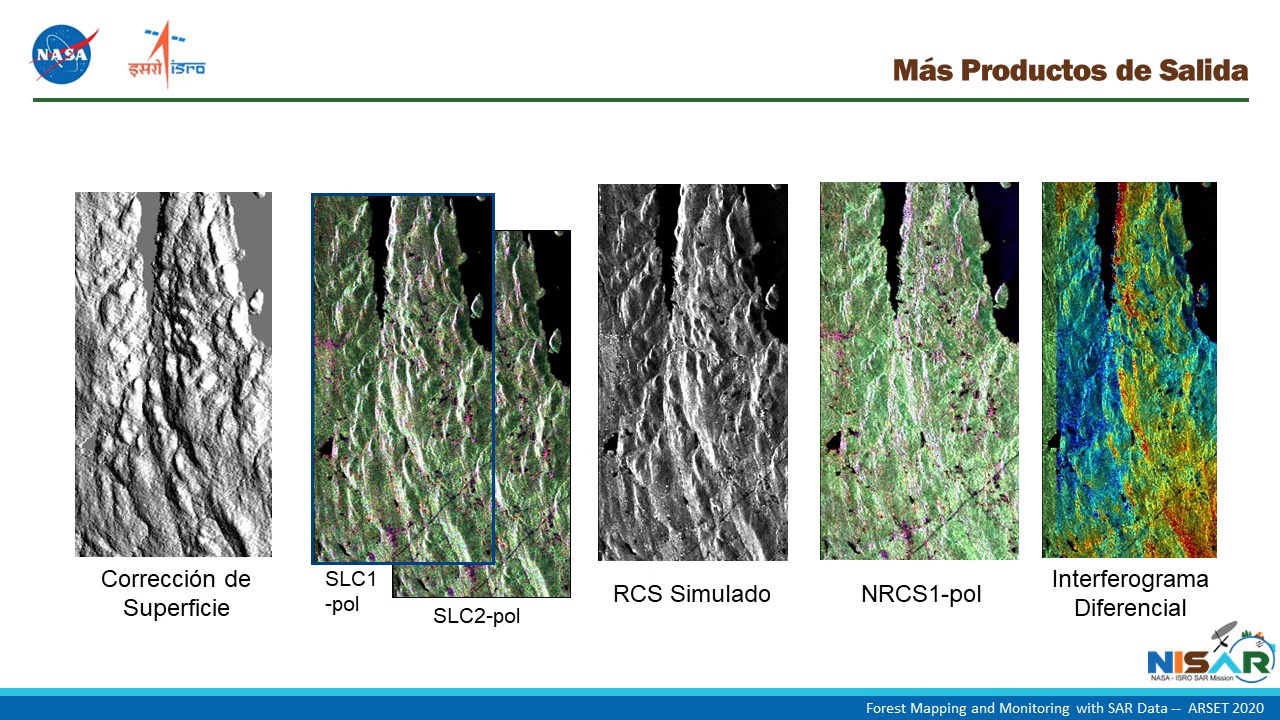 NASA
इसरो isro
Más Productos de Salida
Corrección de
Superficie
SLC1
-pol
SLC2-pol
RCS Simulado
NRCS1-pol
Interferograma
Diferencial
NISAR
NASA - ISRO SAR Mission
Forest Mapping and Monitoring with SAR Data -- ARSET 2020